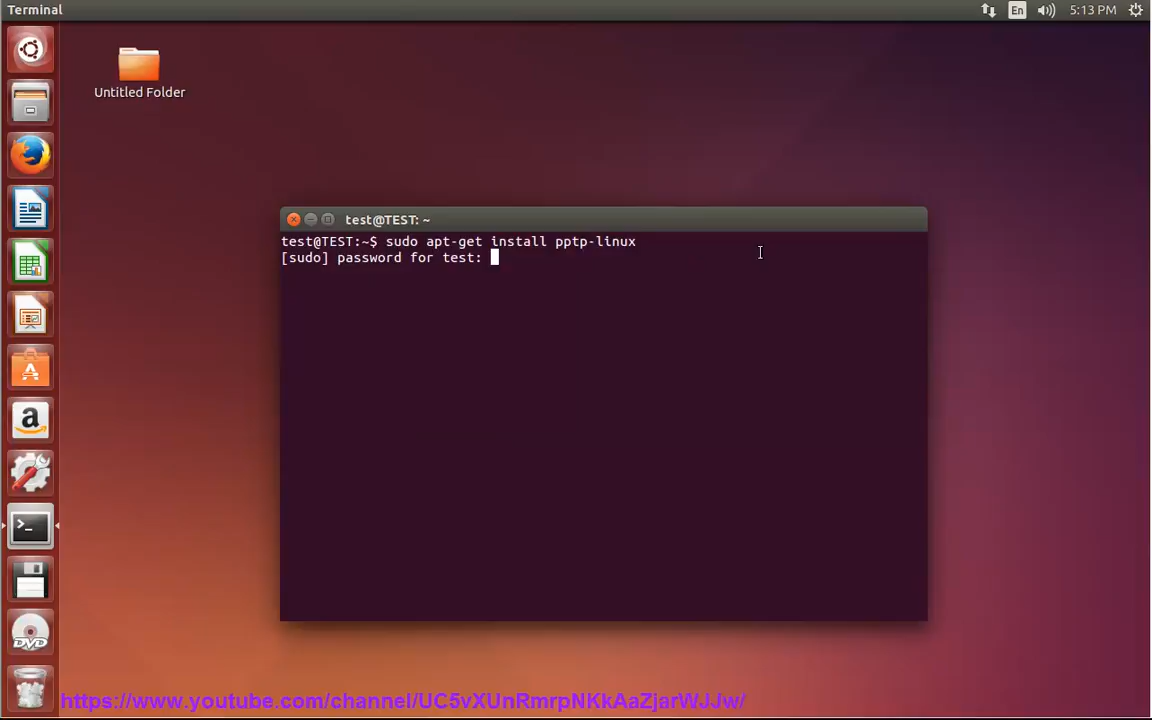 Terminal
En
5:13 PM
Untitled Folder
test@TEST: ~
test@TEST:~$ sudo apt-get install pptp-linux
[sudo] password for test:
a
>_
DVD
https://www.youtube.com/channel/UC5vXUnRmrpNKkAaZjarWJJw/